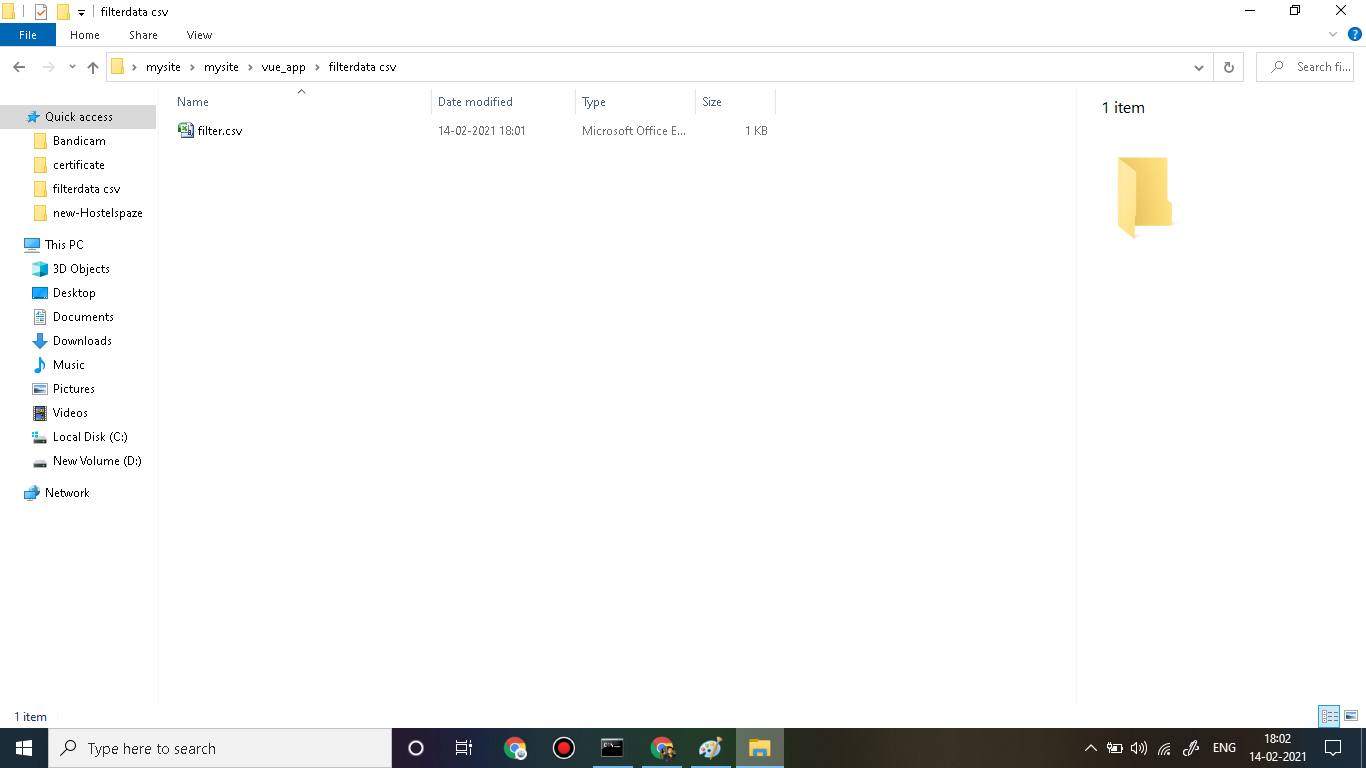 filterdata csv
File Home Share View
mysite mysite vue_app filterdata csv
Search fi...
Name Date modified Type Size
filter.csv 14-02-2021 18:01 Microsoft Office E... 1 KB
1 item
Quick access
Bandicam
certificate
filterdata csv
new-Hostelspaze
This PC
3D Objects
Desktop
Documents
Downloads
Music
Pictures
Videos
Local Disk (C:)
New Volume (D:)
Network
1 item
Type here to search
ENG
18:02
14-02-2021